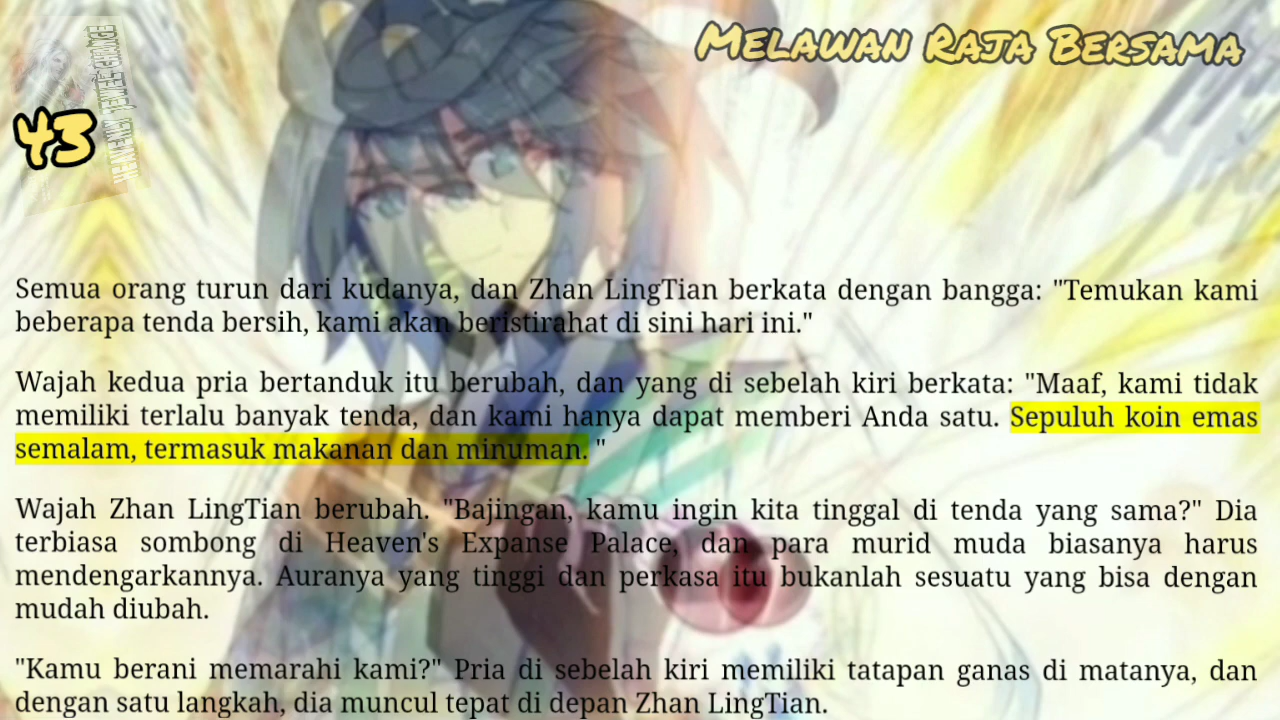 Melawan Raja Bersama
43
HEAVENLY JEWEL CHANGE
Semua orang turun dari kudanya, dan Zhan LingTian berkata dengan bangga: "Temukan kami
beberapa tenda bersih, kami akan beristirahat di sini hari ini."
Wajah kedua pria bertanduk itu berubah, dan yang di sebelah kiri berkata: "Maaf, kami tidak
memiliki terlalu banyak tenda, dan kami hanya dapat memberi Anda satu. Sepuluh koin emas
semalam, termasuk makanan dan minuman."
Wajah Zhan LingTian berubah. "Bajingan, kamu ingin kita tinggal di tenda yang sama?" Dia
terbiasa sombong di Heaven's Expanse Palace, dan para murid muda biasanya harus
mendengarkannya. Auranya yang tinggi dan perkasa itu bukanlah sesuatu yang bisa dengan
mudah diubah.
"Kamu berani memarahi kami?" Pria di sebelah kiri memiliki tatapan ganas di matanya, dan
dengan satu langkah, dia muncul tepat di depan Zhan LingTian.